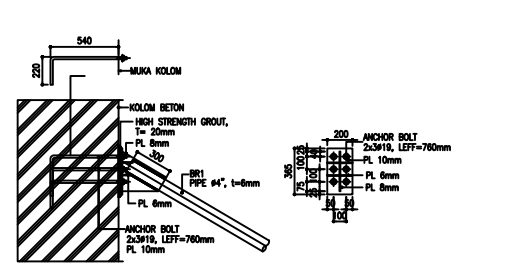 540
220
MUKA KOLOM
KOLOM BETON
HIGH STRENGTH GROUT,
T= 20mm
PL 8mm
300
BR1
PIPE ø4", t=6mm
PL 6mm
ANCHOR BOLT
2x3ø19, LEFF=760mm
PL 10mm
200
ANCHOR BOLT
2x3ø19, LEFF=760mm
PL 10mm
PL 6mm
PL 8mm
365
100
100
75
50
50
100